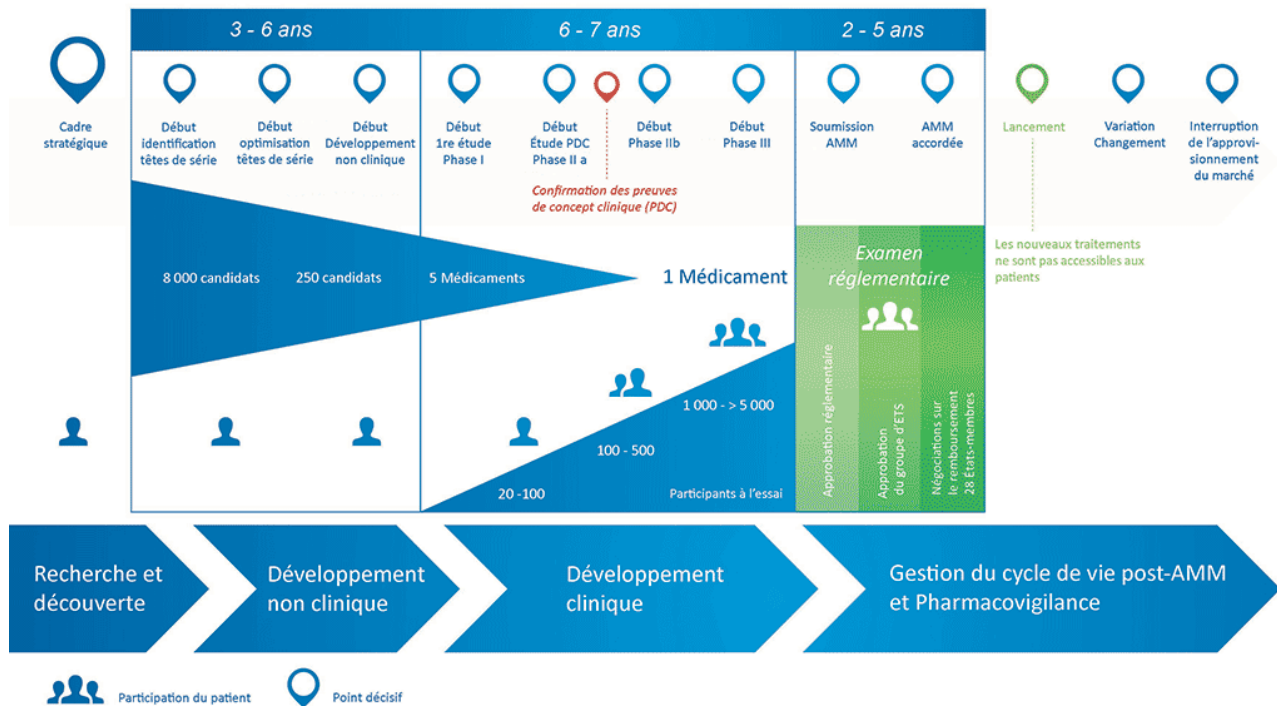 3 - 6 ans
6 - 7 ans
2 - 5 ans
Cadre
stratégique
Début
identification
têtes de série
Début
optimisation
têtes de série
Début
Développement
non clinique
Début
1re étude
Phase I
Début
Étude PDC
Phase II a
Début
Phase IIb
Début
Phase III
Soumission
AMM
AMM
accordée
Lancement
Variation
Changement
Interruption
de l'approvi-
sionnement
du marché
Confirmation des preuves
de concept clinique (PDC)
Les nouveaux traitements
ne sont pas accessibles aux
patients
8 000 candidats
250 candidats
5 Médicaments
1 Médicament
Examen
réglementaire
20 -100
100 - 500
1 000 - > 5 000
Participants à l'essai
Approbation réglementaire
Approbation
du groupe d'ETS
Négociations sur
le remboursement
28 États-membres
Recherche et
découverte
Développement
non clinique
Développement
clinique
Gestion du cycle de vie post-AMM
et Pharmacovigilance
Participation du patient
Point décisif